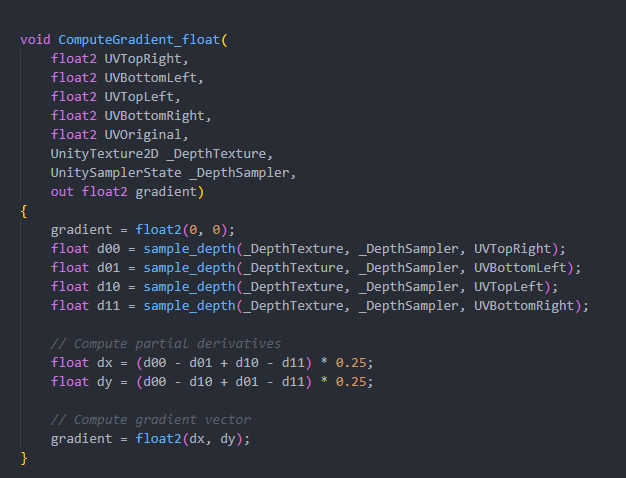 void ComputeGradient_float(
    float2 UVTopRight,
    float2 UVBottomLeft,
    float2 UVTopLeft,
    float2 UVBottomRight,
    float2 UVOriginal,
    UnityTexture2D _DepthTexture,
    UnitySamplerState _DepthSampler,
    out float2 gradient)
{
    gradient = float2(0, 0);
    float d00 = sample_depth(_DepthTexture, _DepthSampler, UVTopRight);
    float d01 = sample_depth(_DepthTexture, _DepthSampler, UVBottomLeft);
    float d10 = sample_depth(_DepthTexture, _DepthSampler, UVTopLeft);
    float d11 = sample_depth(_DepthTexture, _DepthSampler, UVBottomRight);
    // Compute partial derivatives
    float dx = (d00 - d01 + d10 - d11) * 0.25;
    float dy = (d00 - d10 + d01 - d11) * 0.25;
    // Compute gradient vector
    gradient = float2(dx, dy);
}